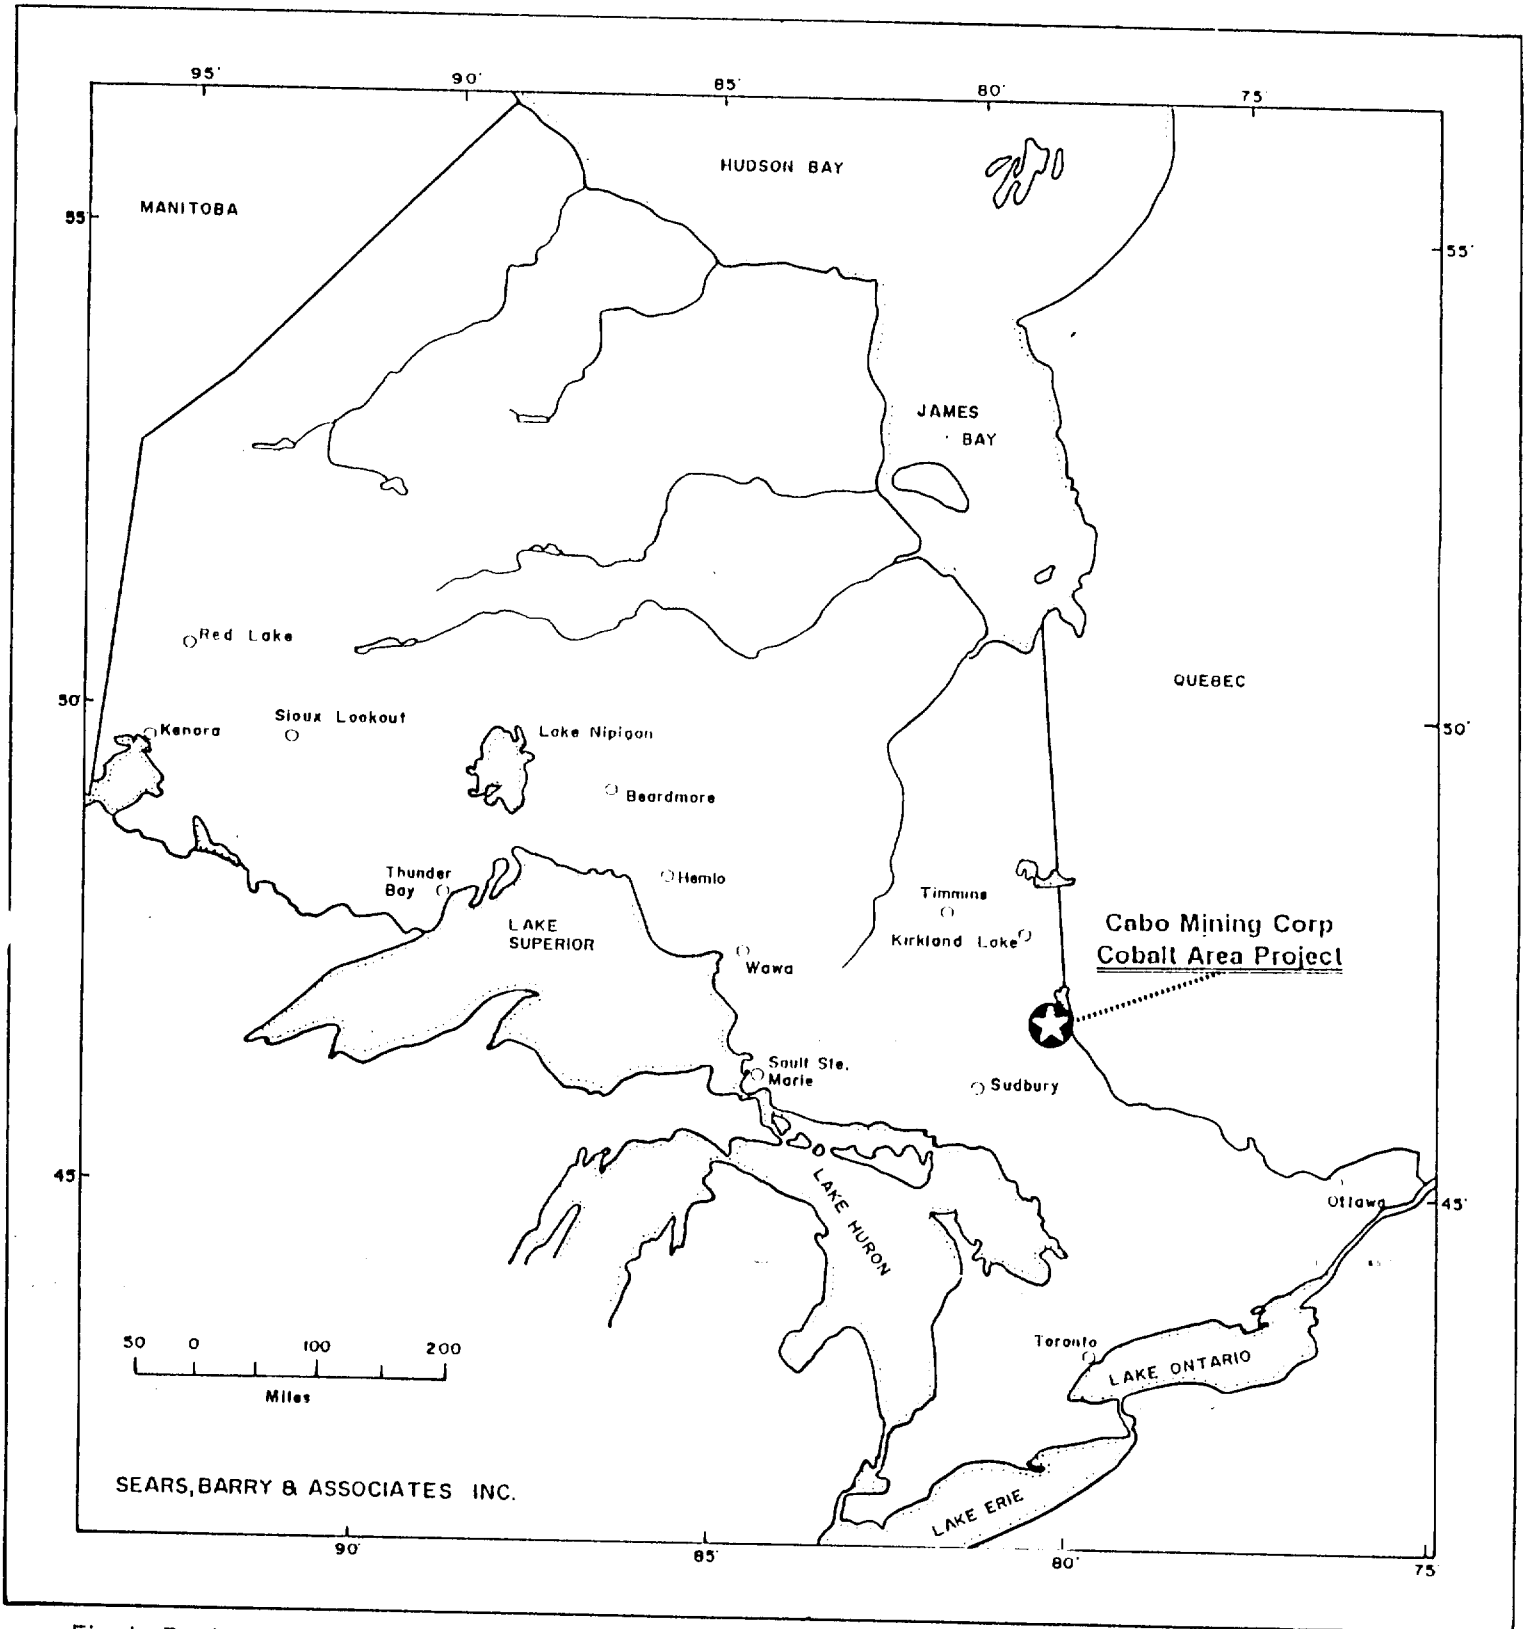 95°
90°
85°
80°
75°
HUDSON BAY
MANITOBA
55°
55°
JAMES
BAY
Red Lake
QUEBEC
50°
50°
Kenora
Sioux Lookout
Lake Nipigon
Beardmore
Thunder
Bay
Hemlo
Timmins
Kirkland Lake
LAKE
SUPERIOR
Wawa
Cabo Mining Corp
Cobalt Area Project
Sault Ste.
Marie
Sudbury
45°
45°
Ottawa
LAKE HURON
Toronto
LAKE ONTARIO
50 0 100 200
Miles
SEARS, BARRY & ASSOCIATES INC.
LAKE ERIE
90°
85°
80°
75°